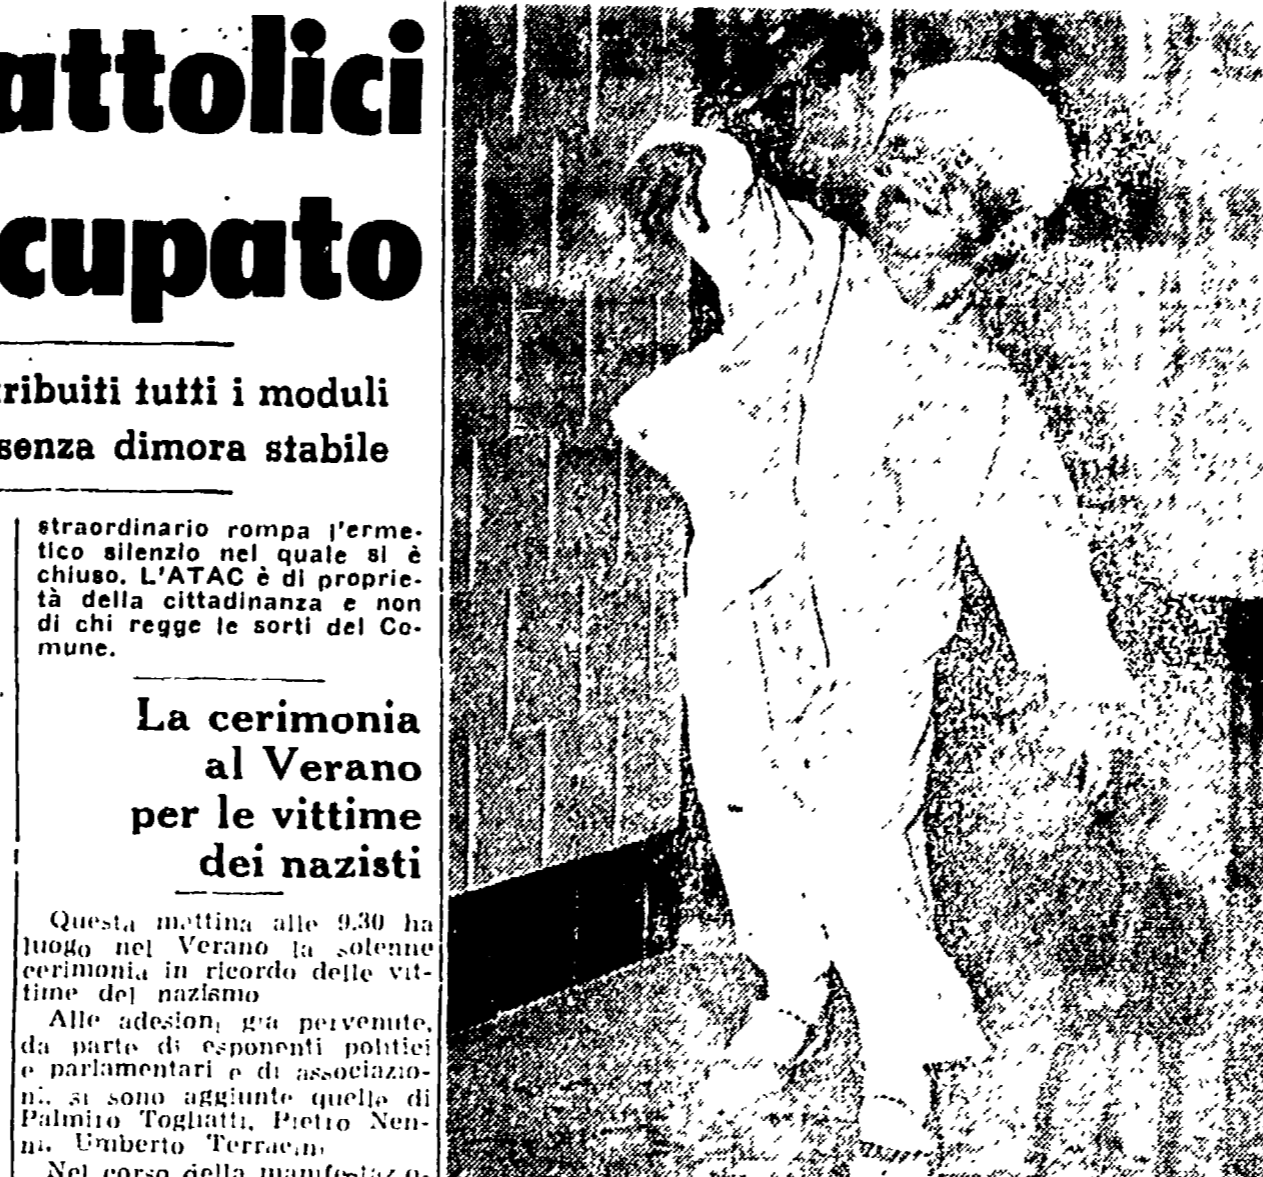 attolici
cupato
ribuiti tutti i moduli
senza dimora stabile
straordinario rompa l'erme-
tico silenzio nel quale si è
chiuso. L'ATAC è di proprie-
tà della cittadinanza e non
di chi regge le sorti del Co-
mune.
La cerimonia
al Verano
per le vittime
dei nazisti
Questa mattina alle 9.30 ha
luogo nel Verano la solenne
cerimonia in ricordo delle vit-
time del nazismo
Alle adesioni già pervenute,
da parte di esponenti politici
e parlamentari e di associazio-
ni, si sono aggiunte quelle di
Palmiro Togliatti, Pietro Nen-
ni, Umberto Terracini
Nel corso della manifestazio-